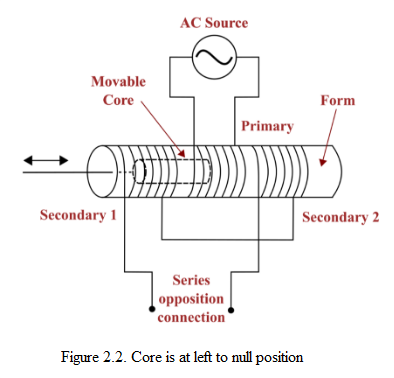 AC Source
Movable
Core
Form
Primary
Secondary 1
Secondary 2
Series
opposition
connection
Figure 2.2. Core is at left to null position